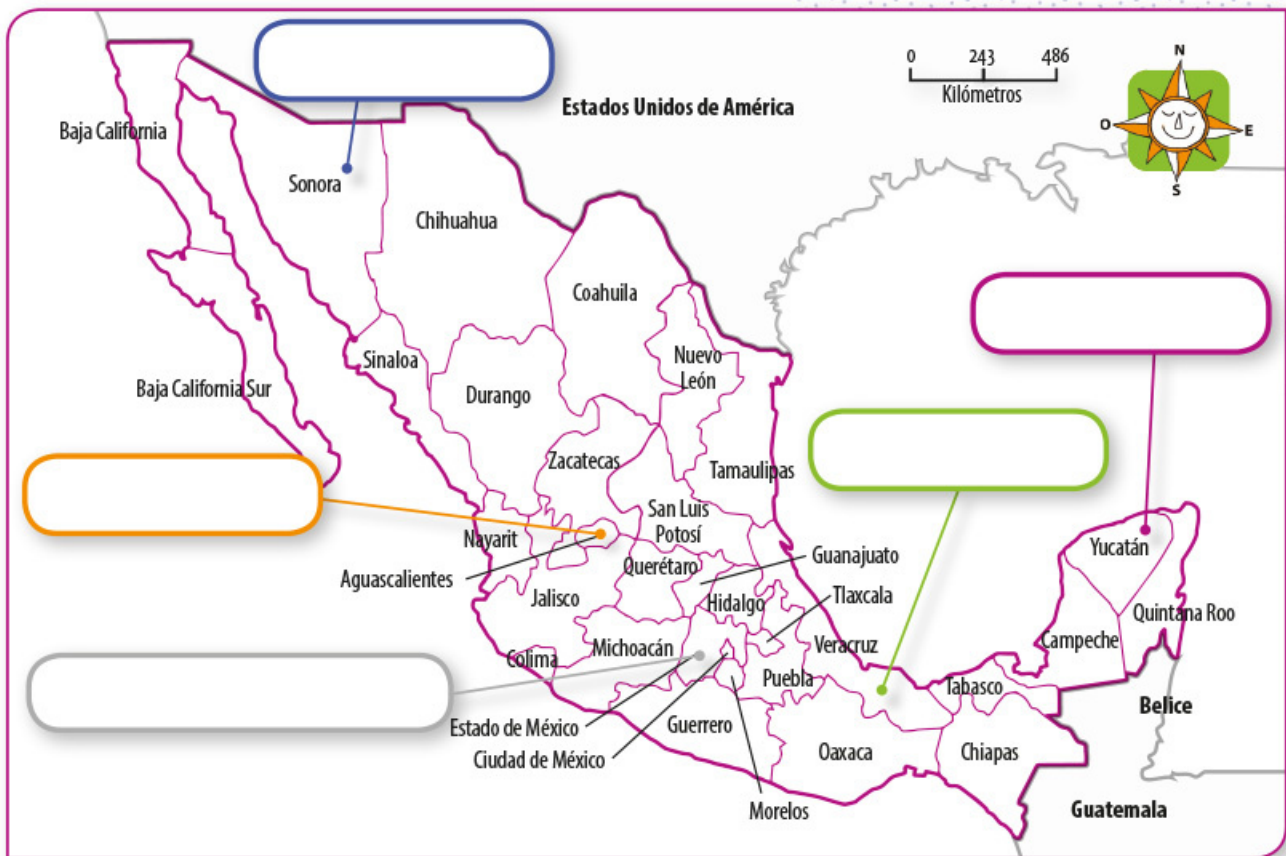 0 243 486
Kilómetros
N
O
E
S
Estados Unidos de América
Baja California
Sonora
Chihuahua
Coahuila
Nuevo
León
Sinaloa
Baja California Sur
Durango
Zacatecas
Tamaulipas
San Luis
Potosí
Nayarit
Aguascalientes
Querétaro
Guanajuato
Yucatán
Jalisco
Hidalgo
Tlaxcala
Quintana Roo
Michoacán
Veracruz
Campeche
Colima
Puebla
Tabasco
Belice
Estado de México
Guerrero
Oaxaca
Chiapas
Ciudad de México
Morelos
Guatemala